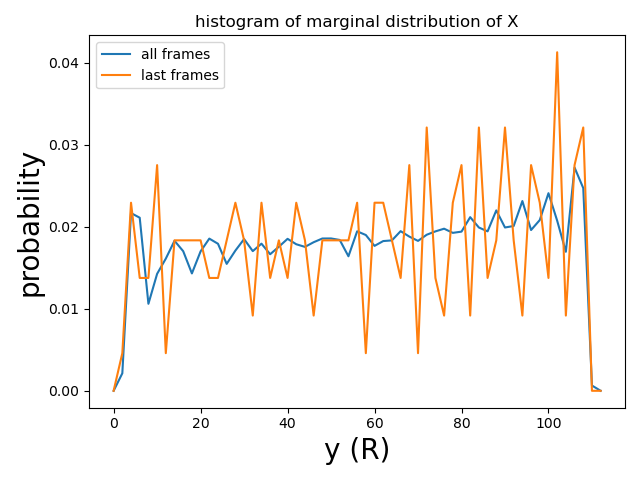 histogram of marginal distribution of X
all frames
last frames
0.04
0.03
0.02
0.01
0.00
probability
0 20 40 60 80 100
y (R)